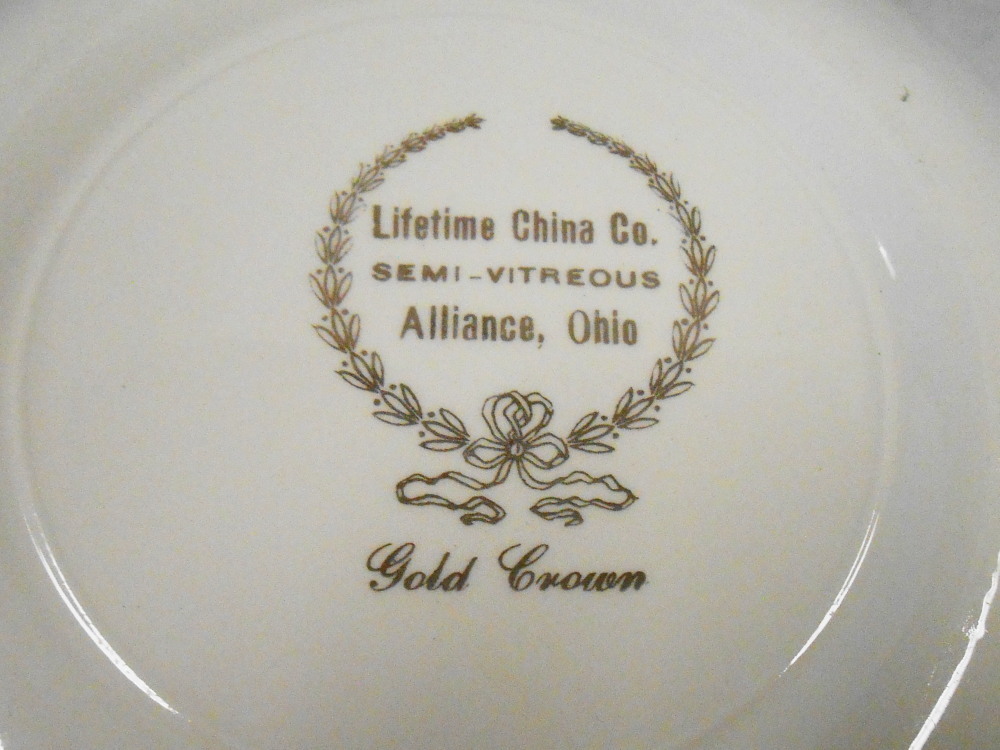 Lifetime China Co.
SEMI-VITREOUS
Alliance, Ohio
Gold Crown